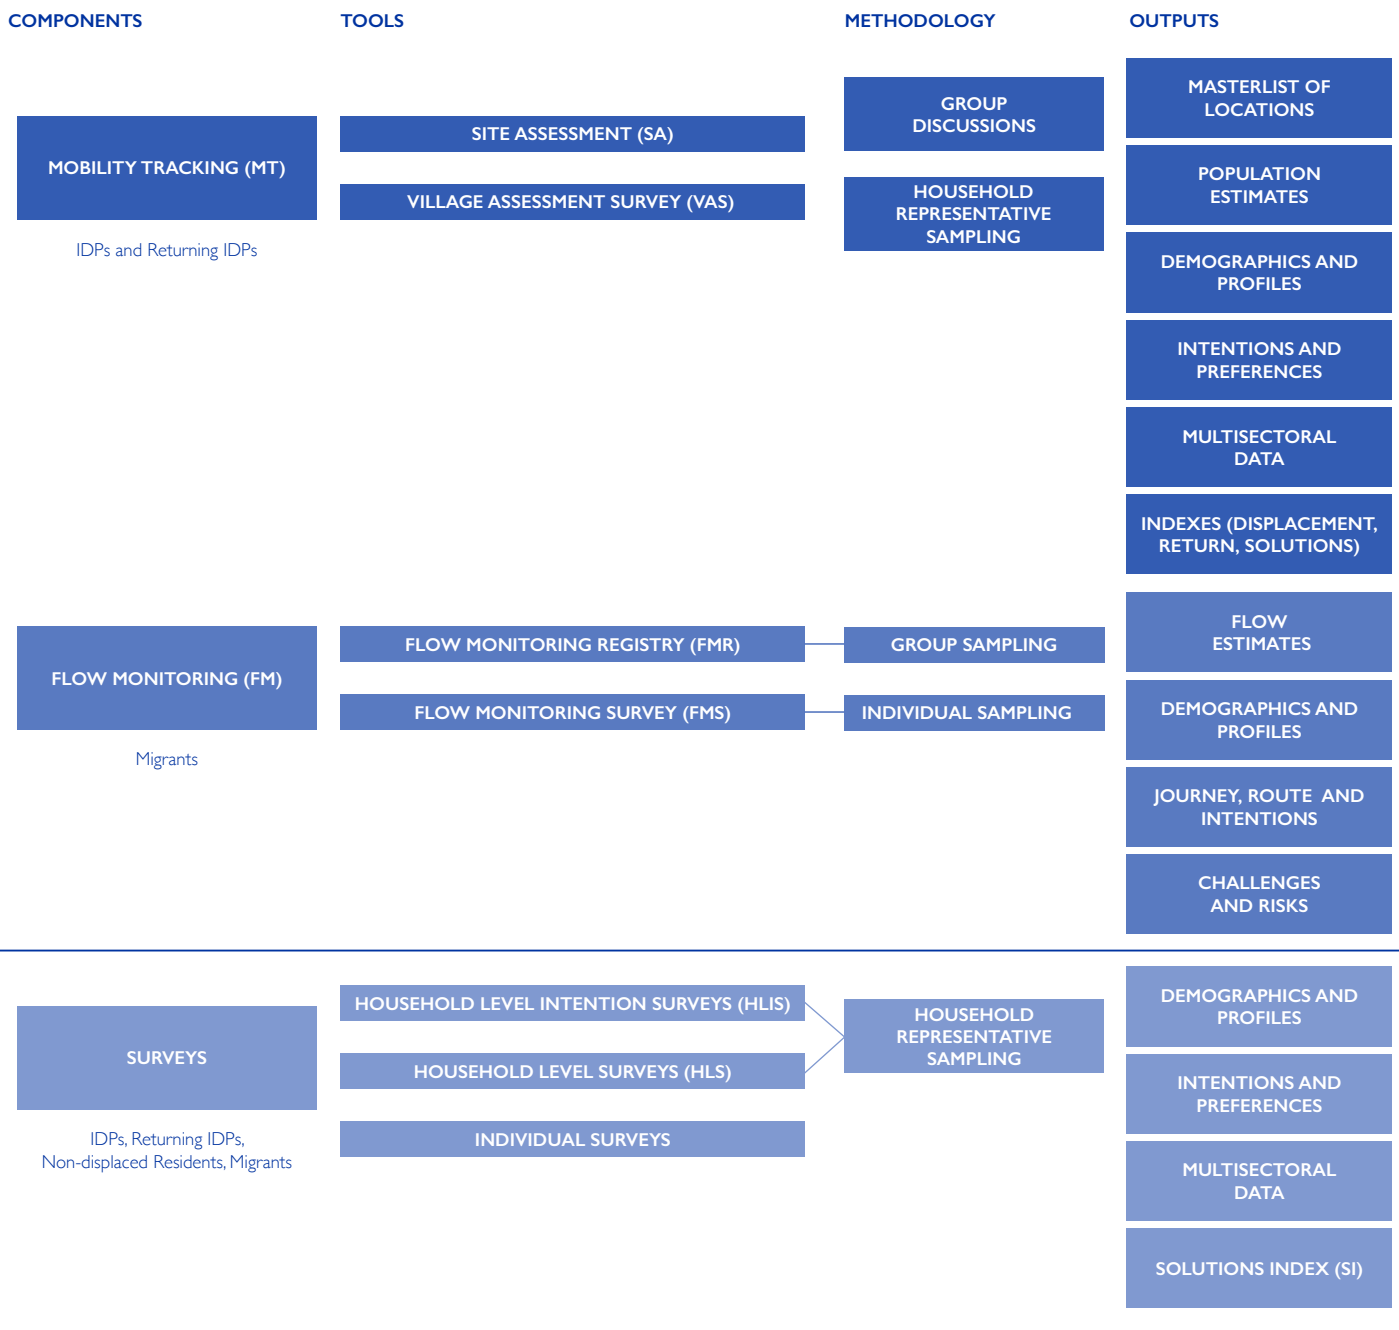 COMPONENTS
TOOLS
METHODOLOGY
OUTPUTS
MOBILITY TRACKING (MT)
IDPs and Returning IDPs
SITE ASSESSMENT (SA)
VILLAGE ASSESSMENT SURVEY (VAS)
GROUP
DISCUSSIONS
HOUSEHOLD
REPRESENTATIVE
SAMPLING
MASTERLIST OF
LOCATIONS
POPULATION
ESTIMATES
DEMOGRAPHICS AND
PROFILES
INTENTIONS AND
PREFERENCES
MULTISECTORAL
DATA
INDEXES (DISPLACEMENT,
RETURN, SOLUTIONS)
FLOW MONITORING (FM)
Migrants
FLOW MONITORING REGISTRY (FMR)
FLOW MONITORING SURVEY (FMS)
GROUP SAMPLING
INDIVIDUAL SAMPLING
FLOW
ESTIMATES
DEMOGRAPHICS AND
PROFILES
JOURNEY, ROUTE AND
INTENTIONS
CHALLENGES
AND RISKS
SURVEYS
IDPs, Returning IDPs,
Non-displaced Residents, Migrants
HOUSEHOLD LEVEL INTENTION SURVEYS (HLIS)
HOUSEHOLD LEVEL SURVEYS (HLS)
INDIVIDUAL SURVEYS
HOUSEHOLD
REPRESENTATIVE
SAMPLING
DEMOGRAPHICS AND
PROFILES
INTENTIONS AND
PREFERENCES
MULTISECTORAL
DATA
SOLUTIONS INDEX (SI)